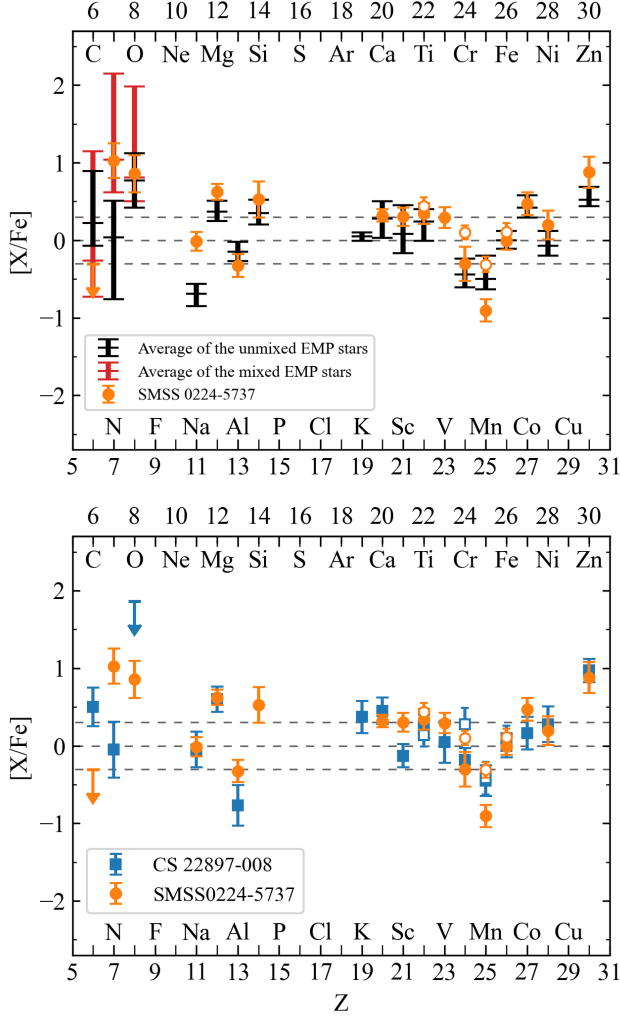 6 8 10 12 14 16 18 20 22 24 26 28 30
C O Ne Mg Si S Ar Ca Ti Cr Fe Ni Zn
2
1
[X/Fe]
0
−1
Average of the unmixed EMP stars
Average of the mixed EMP stars
SMSS 0224-5737
−2
N F Na Al P Cl K Sc V Mn Co Cu
5 7 9 11 13 15 17 19 21 23 25 27 29 31
6 8 10 12 14 16 18 20 22 24 26 28 30
C O Ne Mg Si S Ar Ca Ti Cr Fe Ni Zn
2
1
[X/Fe]
0
−1
CS 22897-008
SMSS0224-5737
−2
N F Na Al P Cl K Sc V Mn Co Cu
5 7 9 11 13 15 17 19 21 23 25 27 29 31
Z